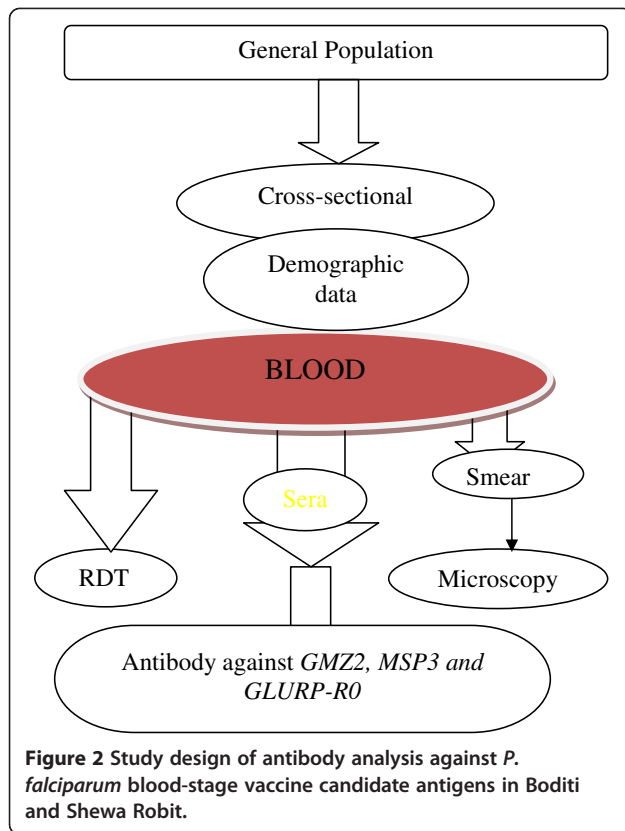 General Population
Cross-sectional
Demographic
data
BLOOD
Sera
Smear
RDT
Microscopy
Antibody against GMZ2, MSP3 and
GLURP-R0
Figure 2 Study design of antibody analysis against P.
falciparum blood-stage vaccine candidate antigens in Boditi
and Shewa Robit.